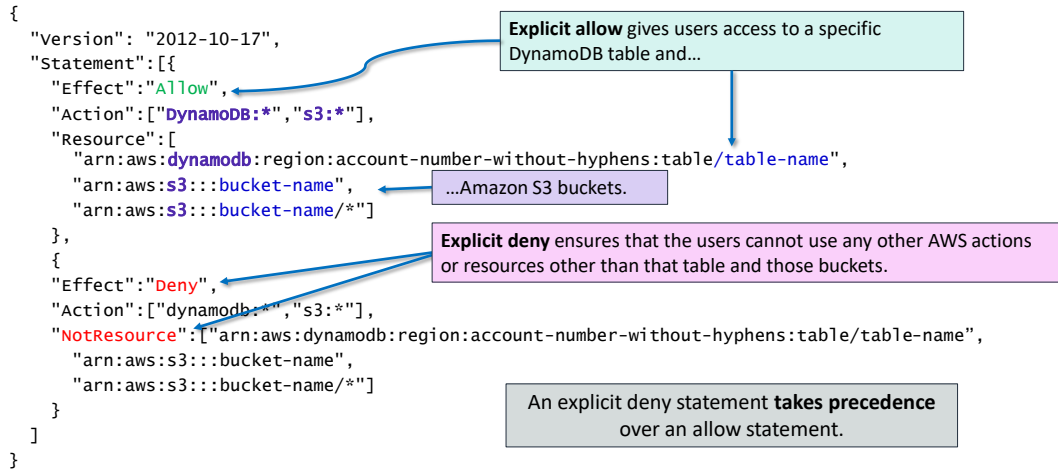 {
"Version": "2012-10-17",
"Statement":[{
"Effect":"Allow",
"Action":["DynamoDB:*","s3:*"],
"Resource":[
"arn:aws:dynamodb:region:account-number-without-hyphens:table/table-name",
"arn:aws:s3:::bucket-name",
"arn:aws:s3:::bucket-name/*"]
},
{
"Effect":"Deny",
"Action":["dynamodb:*","s3:*"],
"NotResource":["arn:aws:dynamodb:region:account-number-without-hyphens:table/table-name”,
"arn:aws:s3:::bucket-name",
"arn:aws:s3:::bucket-name/*"]
}
]
}
Explicit allow gives users access to a specific
DynamoDB table and…
…Amazon S3 buckets.
Explicit deny ensures that the users cannot use any other AWS actions
or resources other than that table and those buckets.
An explicit deny statement takes precedence
over an allow statement.